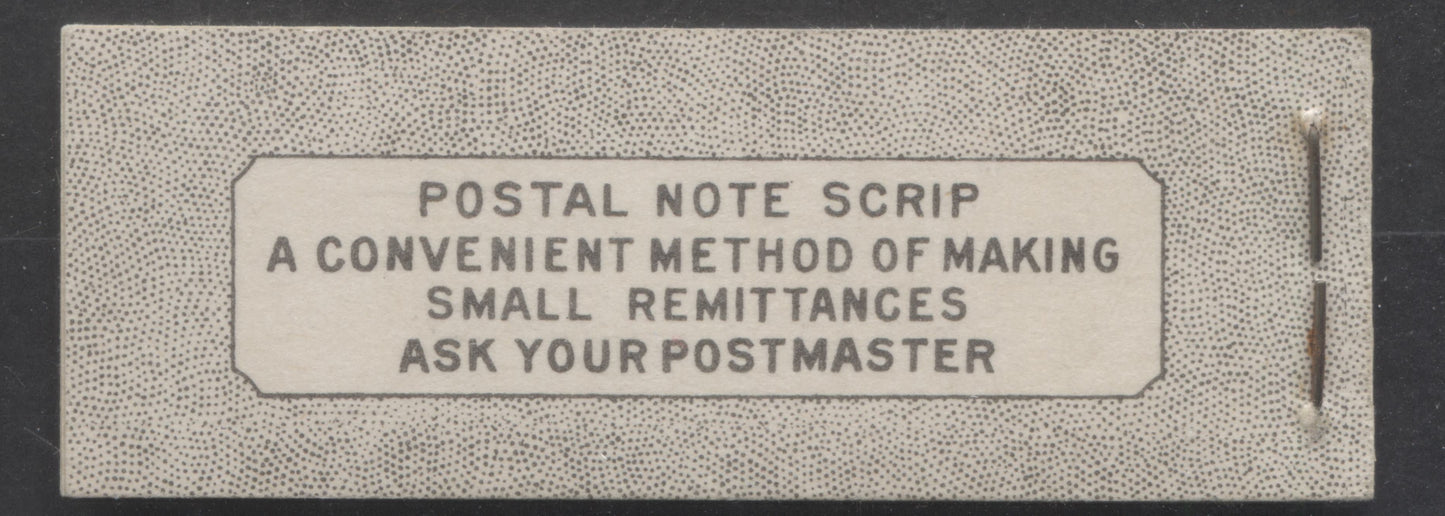 POSTAL NOTE SCRIP
A CONVENIENT METHOD OF MAKING
SMALL REMITTANCES
ASK YOUR POSTMASTER